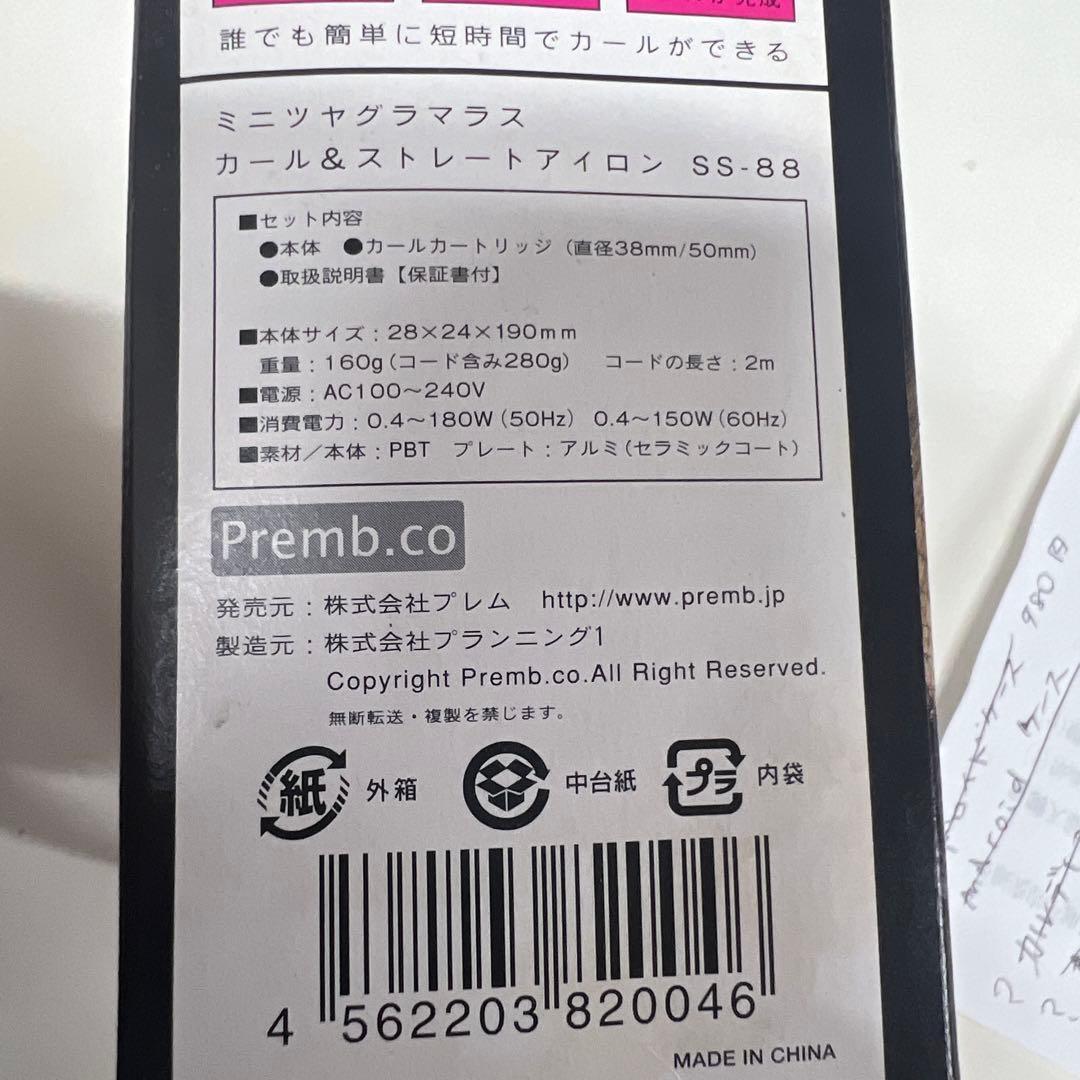 完成
誰でも簡単に短時間でカールができる
ミニツヤグラマラス
カール&ストレートアイロン SS-88
■セット内容
●本体 ●カールカートリッジ（直径38mm/50mm）
●取扱説明書【保証書付】
■本体サイズ：28×24×190mm
重量：160g（コード含み280g） コードの長さ：2m
■電源：AC100〜240V
■消費電力：0.4〜180W（50Hz） 0.4〜150W（60Hz）
■素材／本体：PBT プレート：アルミ（セラミックコート）
Premb.co
発売元：株式会社プレム http://www.premb.jp
製造元：株式会社プランニング1
Copyright Premb.co.All Right Reserved.
無断転送・複製を禁じます。
紙 外箱 中台紙 プラ 内袋
4 562203 820046
MADE IN CHINA
980円
Android ケース